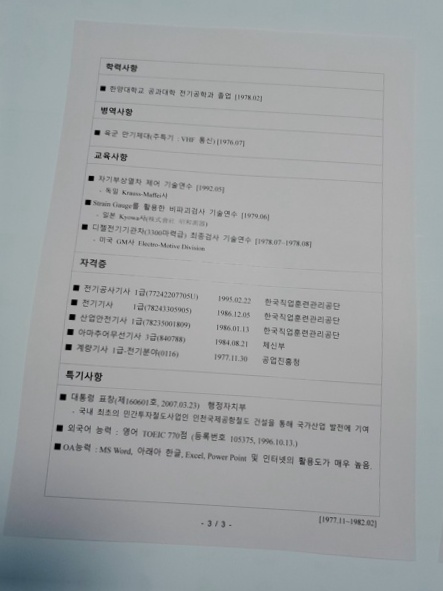 학력사항
■ 한양대학교 공과대학 전기공학과 졸업 [1978.02]
병역사항
■ 육군 만기제대(주특기 : VHF 통신) [1976.07]
교육사항
■ 자기부상열차 제어 기술연수 [1992.05]
- 독일 Krauss-Maffei사
■ Strain Gauge를 활용한 비파괴검사 기술연수 [1979.06]
- 일본 Kyowa사(株式會社
■ 디젤전기기관차(3300마력급) 최종검사 기술연수 [1978.07~1978.08]
- 미국 GM사 Electro-Motive Division
자격증
■ 전기공사기사 1급(77242207705U) 1995.02.22 한국직업훈련관리공단
■ 전기기사 1급(78243305905) 1986.12.05 한국직업훈련관리공단
■ 산업안전기사 1급(78235001809) 1986.01.13 한국직업훈련관리공단
■ 아마추어무선기사 3급(840788) 1984.08.21 체신부
■ 계량기사 1급-전기분야(0116) 1977.11.30 공업진흥청
특기사항
■ 대통령 표창(제160601호, 2007.03.23) 행정자치부
- 국내 최초의 민간투자철도사업인 인천국제공항철도 건설을 통해 국가산업 발전에 기여
■ 외국어 능력 : 영어 TOEIC 770점 (등록번호 105375, 1996.10.13.)
■ OA능력 : MS Word, 아래아 한글, Excel, Power Point 및 인터넷의 활용도가 매우 높음.
- 3 / 3 -
[1977.11~1982.02]